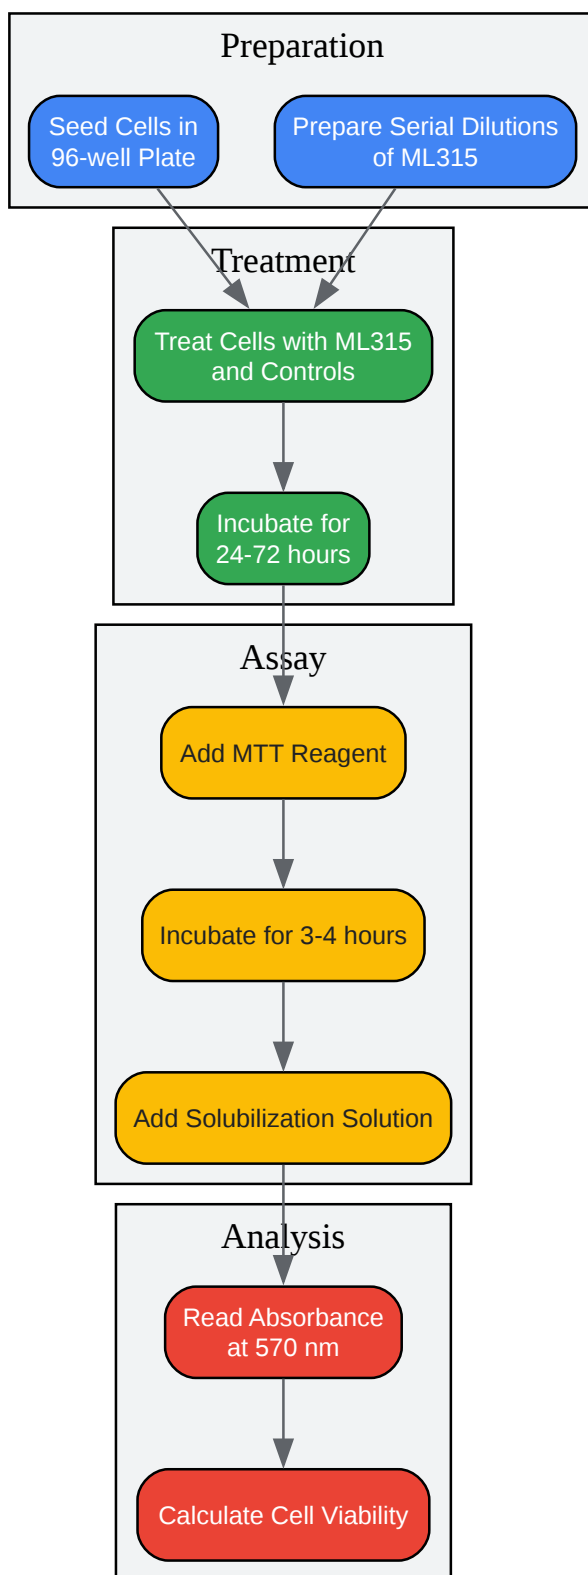 Preparation
Seed Cells in
96-well Plate
Prepare Serial Dilutions
of ML315
Treatment
Treat Cells with ML315
and Controls
Incubate for
24-72 hours
Assay
Add MTT Reagent
Incubate for 3-4 hours
Add Solubilization Solution
Analysis
Read Absorbance
at 570 nm
Calculate Cell Viability